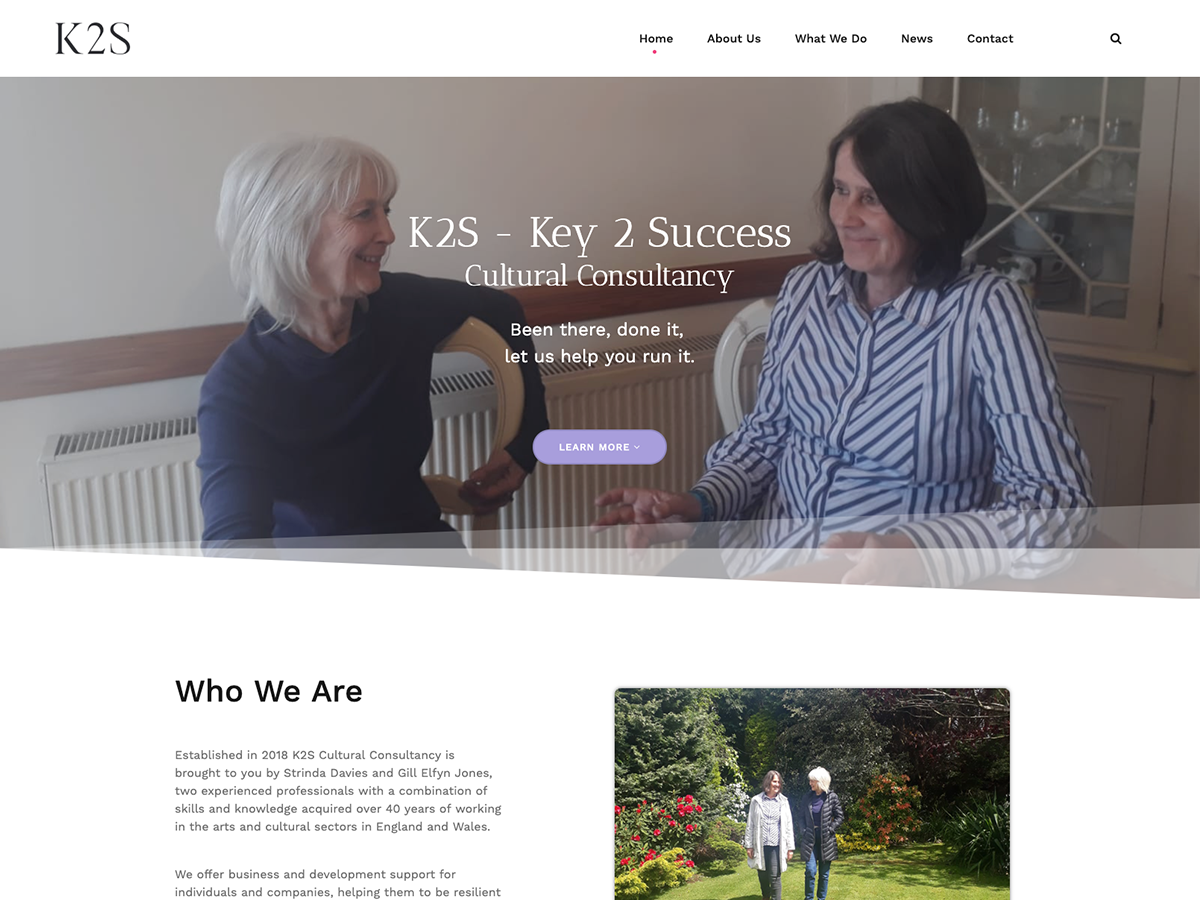 K2S
Home
About Us
What We Do
News
Contact
K2S - Key 2 Success
Cultural Consultancy
Been there, done it,
let us help you run it.
LEARN MORE
Who We Are
Established in 2018 K2S Cultural Consultancy is
brought to you by Strinda Davies and Gill Elfyn Jones,
two experienced professionals with a combination of
skills and knowledge acquired over 40 years of working
in the arts and cultural sectors in England and Wales.
We offer business and development support for
individuals and companies, helping them to be resilient